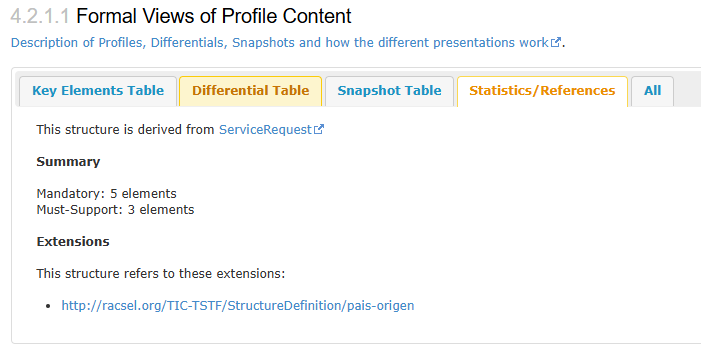 4.2.1.1 Formal Views of Profile Content
Description of Profiles, Differentials, Snapshots and how the different presentations work.
Key Elements Table Differential Table Snapshot Table Statistics/References All
This structure is derived from ServiceRequest
Summary
Mandatory: 5 elements
Must-Support: 3 elements
Extensions
This structure refers to these extensions:
• http://racsel.org/TIC-TSTF/StructureDefinition/pais-origen